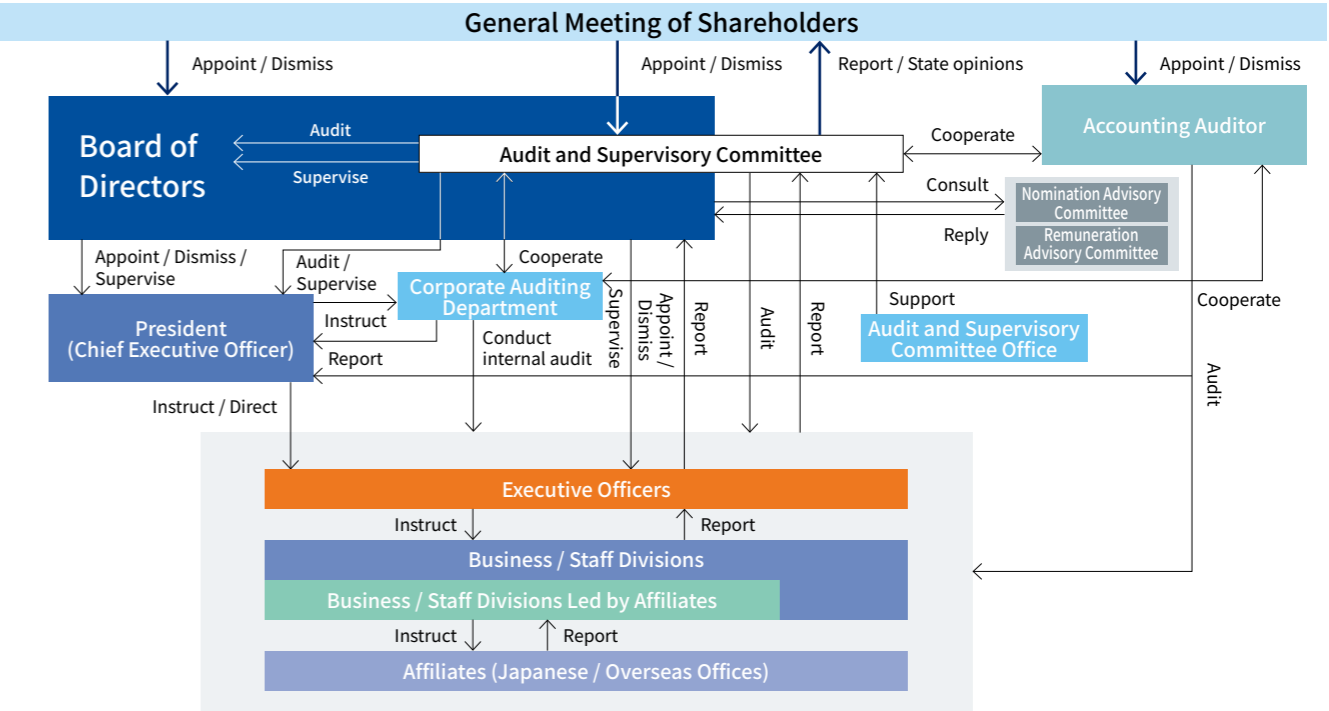 General Meeting of Shareholders
Appoint / Dismiss
Appoint / Dismiss
Report / State opinions
Appoint / Dismiss
Board of
Directors
Audit
Supervise
Audit and Supervisory Committee
Cooperate
Accounting Auditor
Consult
Reply
Nomination Advisory
Committee
Remuneration
Advisory Committee
Appoint / Dismiss /
Supervise
Audit /
Supervise
Cooperate
Corporate Auditing
Department
President
(Chief Executive Officer)
Instruct
Report
Conduct
internal audit
Supervise
Appoint /
Dismiss
Report
Audit
Report
Support
Audit and Supervisory
Committee Office
Cooperate
Audit
Instruct / Direct
Executive Officers
Instruct
Report
Business / Staff Divisions
Business / Staff Divisions Led by Affiliates
Instruct
Report
Affiliates (Japanese / Overseas Offices)